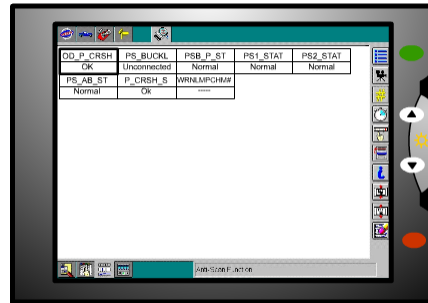 OD_P_CRSH PS_BUCKL PSB_P_ST PS1_STAT PS2_STAT
OK Unconnected Normal Normal Normal
PS_AB_ST P_CRSH_S WRNLMPCHM#
Normal Ok -----
Anti-Scan Function